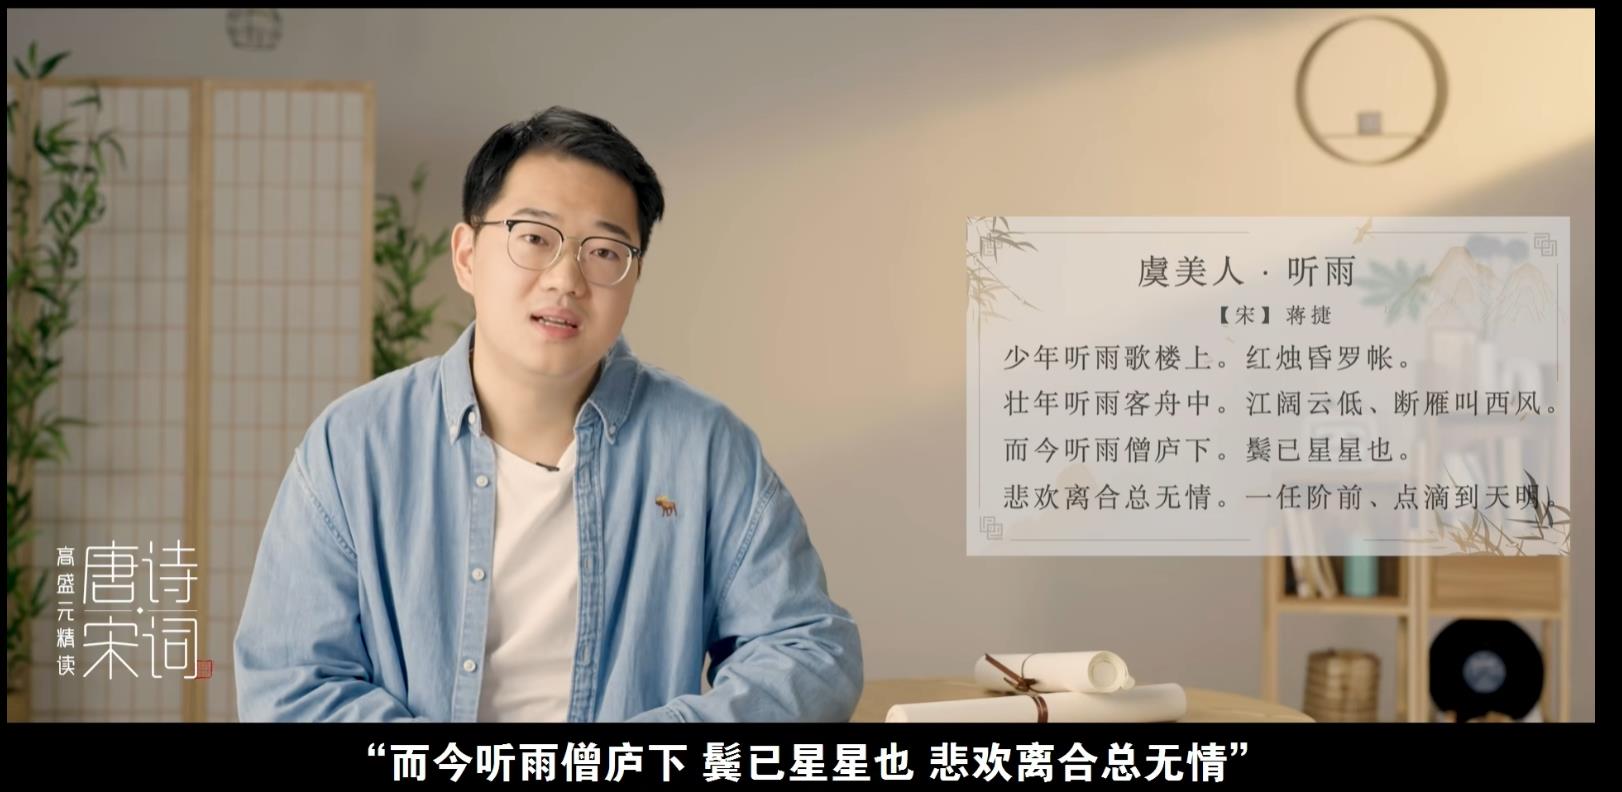 虞美人·听雨
【宋】蒋捷
少年听雨歌楼上。红烛昏罗帐。
壮年听雨客舟中。江阔云低、断雁叫西风。
而今听雨僧庐下。鬓已星星也。
悲欢离合总无情。一任阶前、点滴到天明。
高盛元精读
唐诗
宋词
“而今听雨僧庐下 鬓已星星也 悲欢离合总无情”